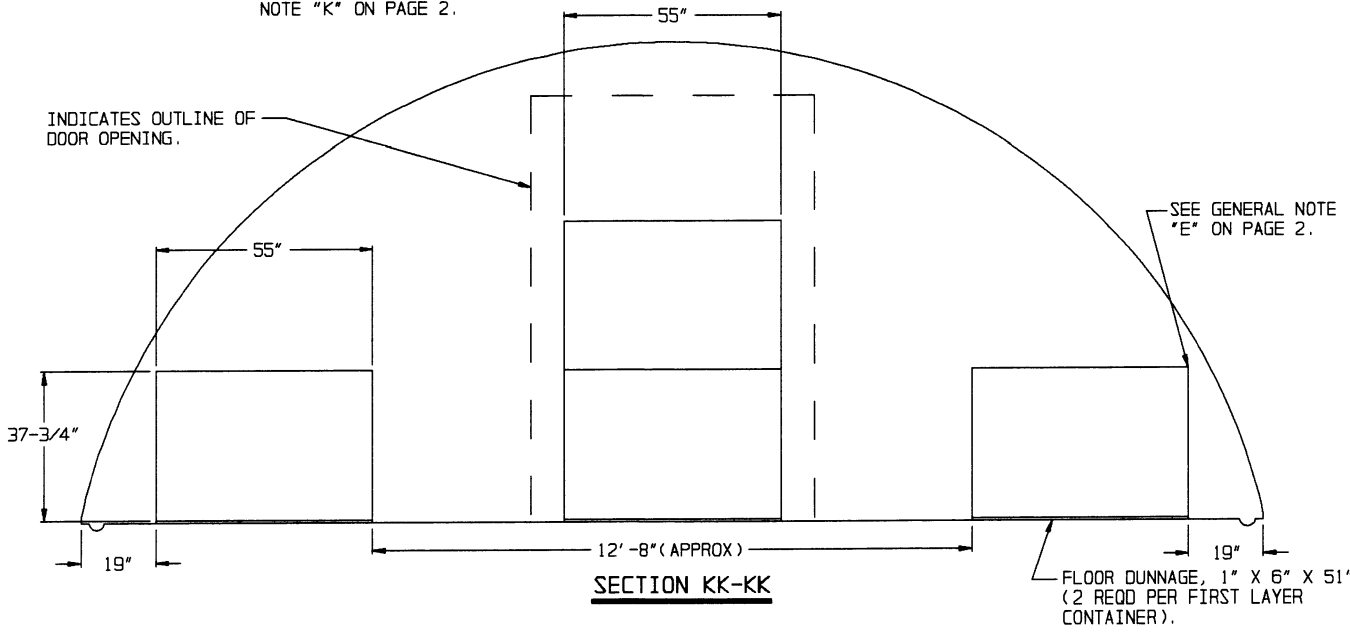 NOTE "K" ON PAGE 2.
55"
INDICATES OUTLINE OF
DOOR OPENING.
SEE GENERAL NOTE
"E" ON PAGE 2.
55"
37-3/4"
12'-8"(APPROX)
19"
19"
SECTION KK-KK
FLOOR DUNNAGE, 1" X 6" X 51"
(2 REQD PER FIRST LAYER
CONTAINER).